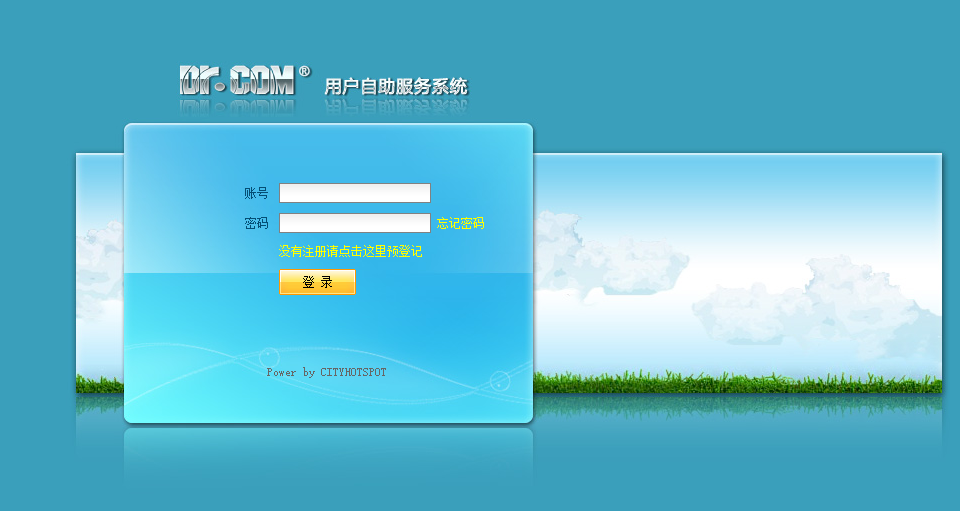 Dr.COM® 用户自助服务系统
账号
密码 忘记密码
没有注册请点击这里预登记
登 录
Power by CITYHOTSPOT